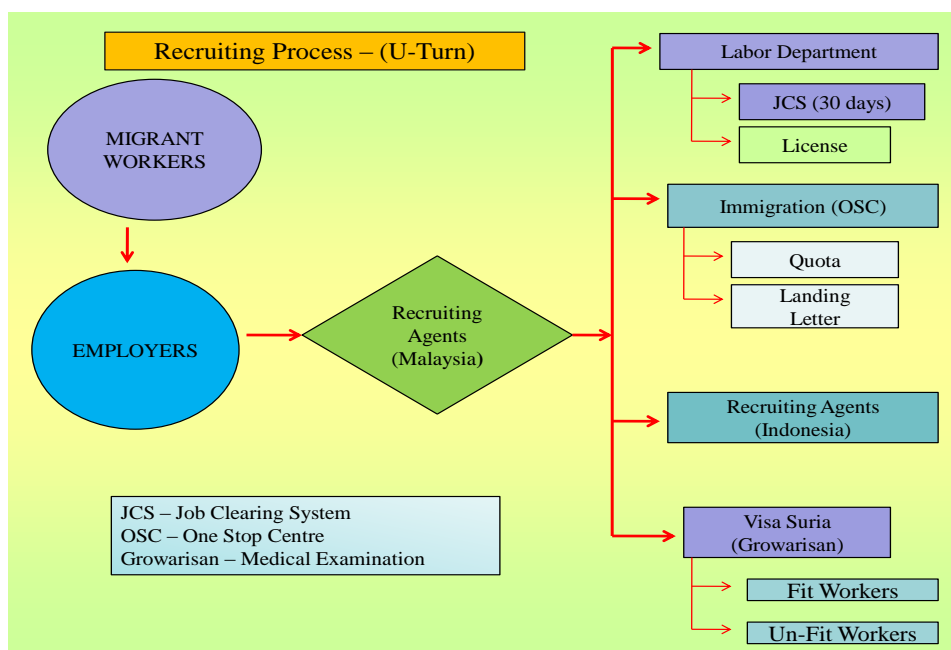 Recruiting Process – (U-Turn)
MIGRANT
WORKERS
EMPLOYERS
Recruiting
Agents
(Malaysia)
Labor Department
JCS (30 days)
License
Immigration (OSC)
Quota
Landing
Letter
Recruiting Agents
(Indonesia)
Visa Suria
(Growarisan)
Fit Workers
Un-Fit Workers
JCS – Job Clearing System
OSC – One Stop Centre
Growarisan – Medical Examination